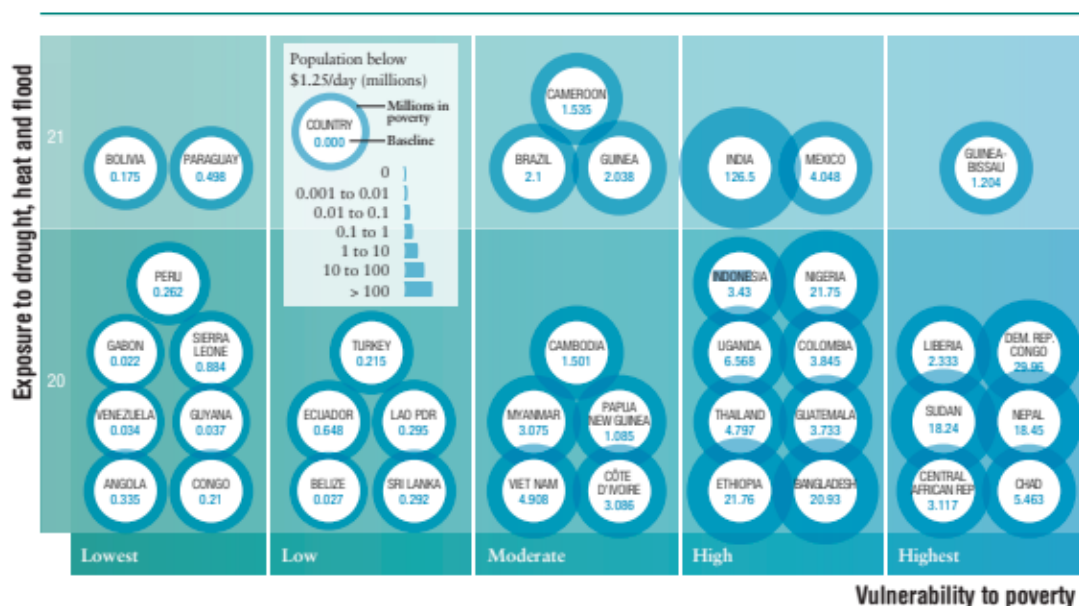 Exposure to drought, heat and flood
21
20
Population below
$1.25/day (millions)
COUNTRY
0.000
Millions in
poverty
Baseline
0
0.001 to 0.01
0.01 to 0.1
0.1 to 1
1 to 10
10 to 100
> 100
BOLIVIA
0.175
PARAGUAY
0.498
CAMEROON
1.535
BRAZIL
2.1
GUINEA
2.038
INDIA
126.5
MEXICO
4.048
GUINEA-
BISSAU
1.204
PERU
0.262
GABON
0.022
SIERRA
LEONE
0.884
VENEZUELA
0.034
GUYANA
0.037
ANGOLA
0.335
CONGO
0.21
TURKEY
0.215
ECUADOR
0.648
LAO PDR
0.295
BELIZE
0.027
SRI LANKA
0.292
CAMBODIA
1.501
MYANMAR
3.075
PAPUA
NEW GUINEA
1.085
VIET NAM
4.908
CÔTE
D'IVOIRE
3.086
INDONESIA
3.43
NIGERIA
21.75
UGANDA
6.568
COLOMBIA
3.845
THAILAND
4.797
GUATEMALA
3.733
ETHIOPIA
21.76
BANGLADESH
20.93
LIBERIA
2.333
DEM. REP.
CONGO
29.96
SUDAN
18.24
NEPAL
18.45
CENTRAL
AFRICAN REP
3.117
CHAD
5.463
Lowest
Low
Moderate
High
Highest
Vulnerability to poverty